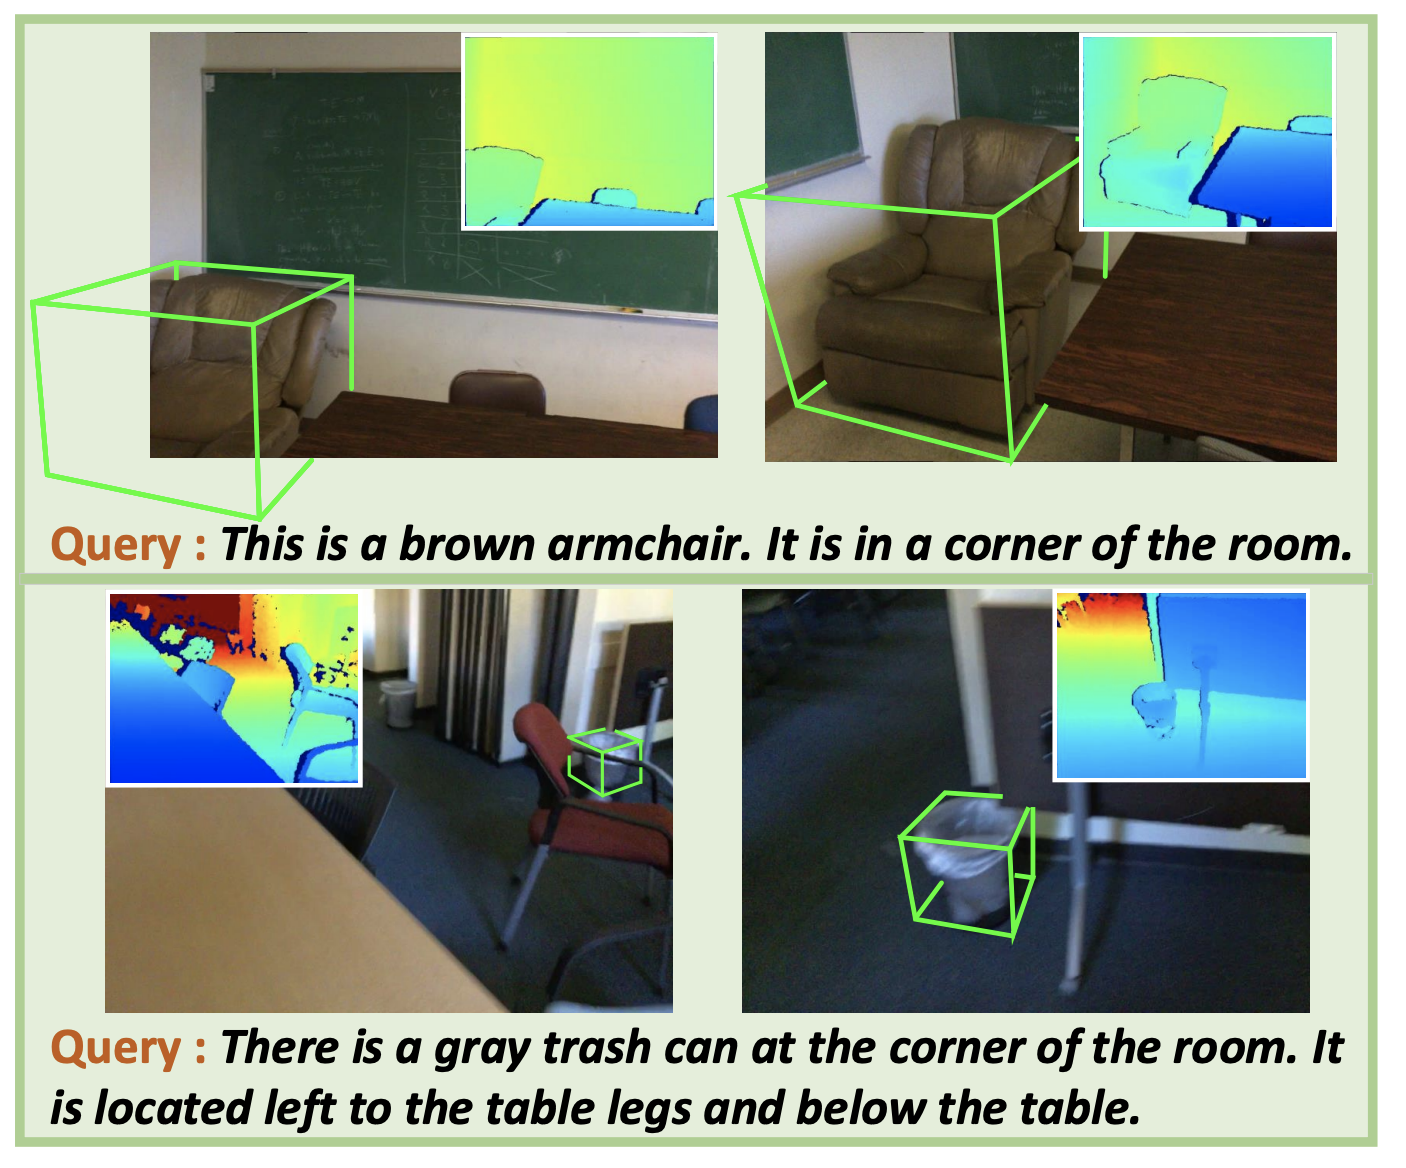 Query : This is a brown armchair. It is in a corner of the room.
Query : There is a gray trash can at the corner of the room. It
is located left to the table legs and below the table.